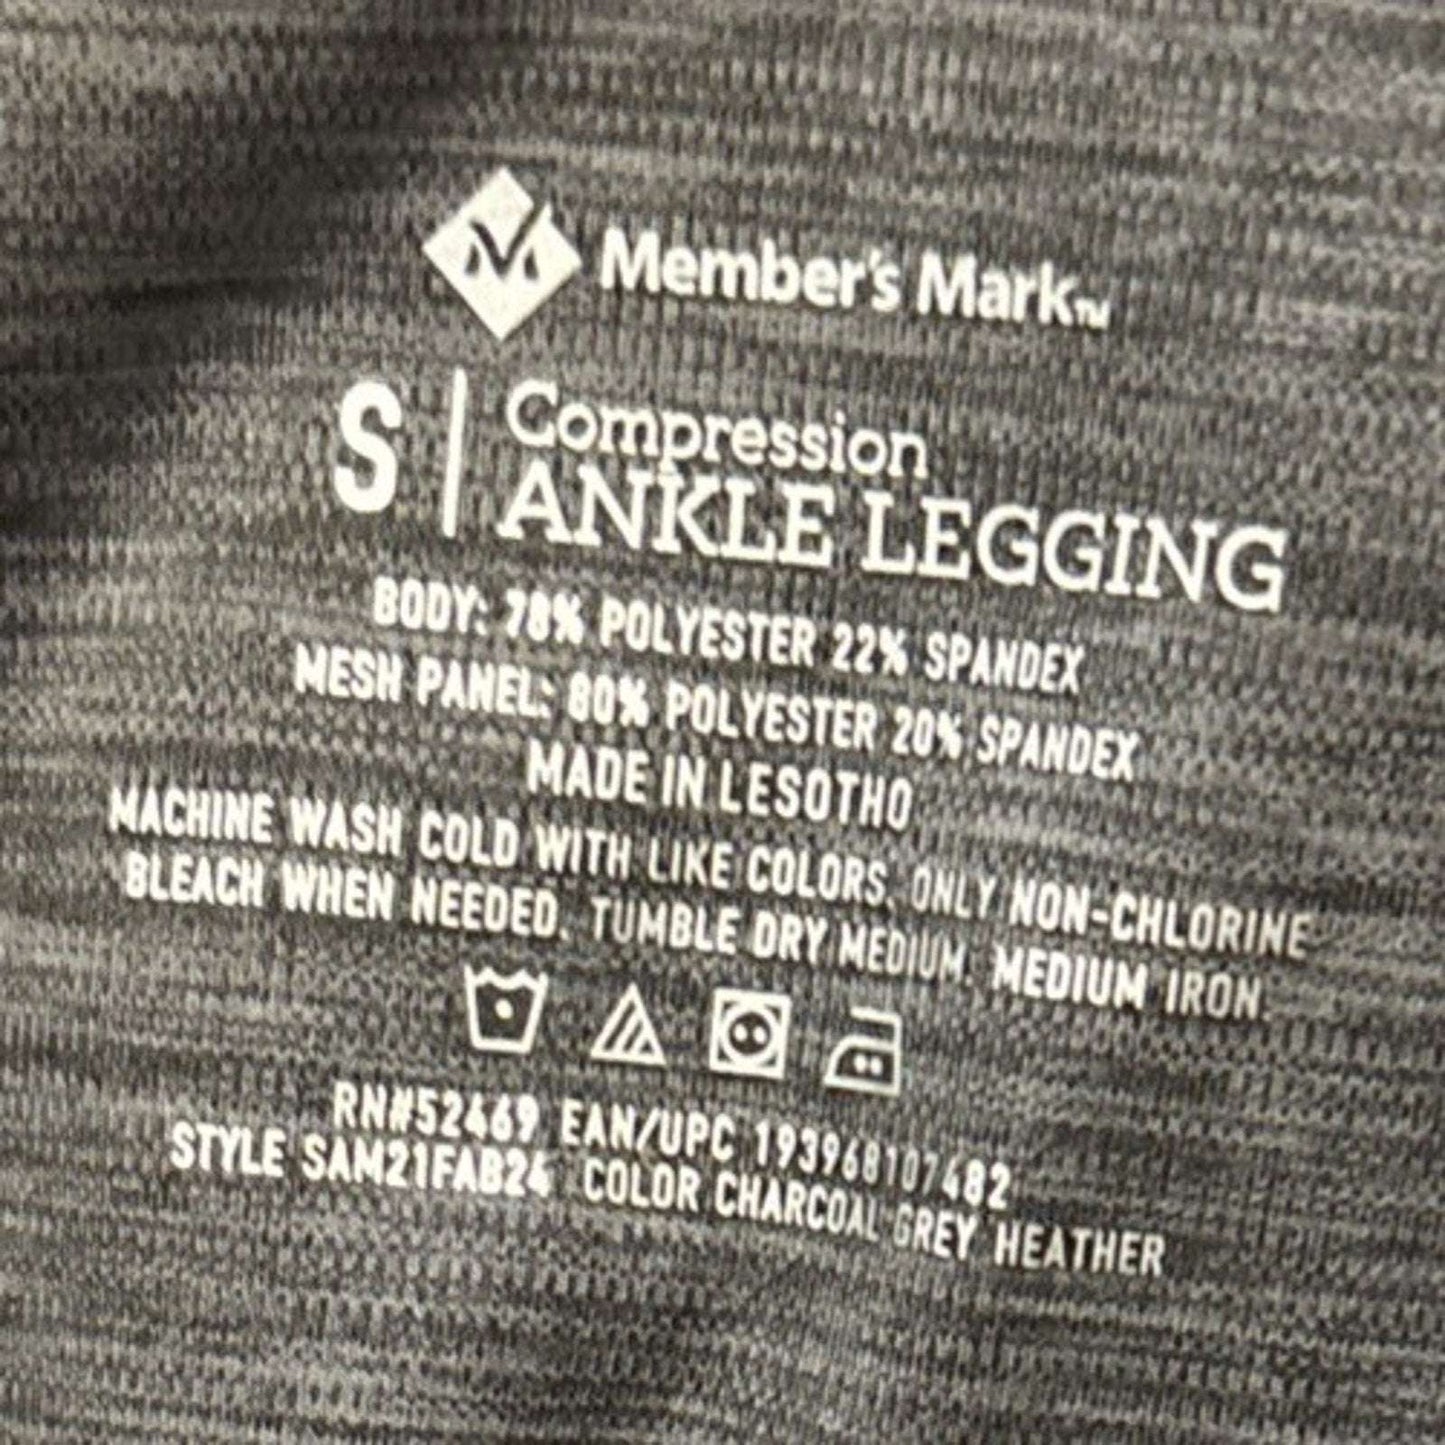 Member's Mark™
S | Compression
ANKLE LEGGING
BODY: 78% POLYESTER 22% SPANDEX
MESH PANEL: 80% POLYESTER 20% SPANDEX
MADE IN LESOTHO
MACHINE WASH COLD WITH LIKE COLORS. ONLY NON-CHLORINE
BLEACH WHEN NEEDED. TUMBLE DRY MEDIUM. MEDIUM IRON.
RN#52469 EAN/UPC 193968107482
STYLE SAM21FAB24 COLOR CHARCOAL GREY HEATHER